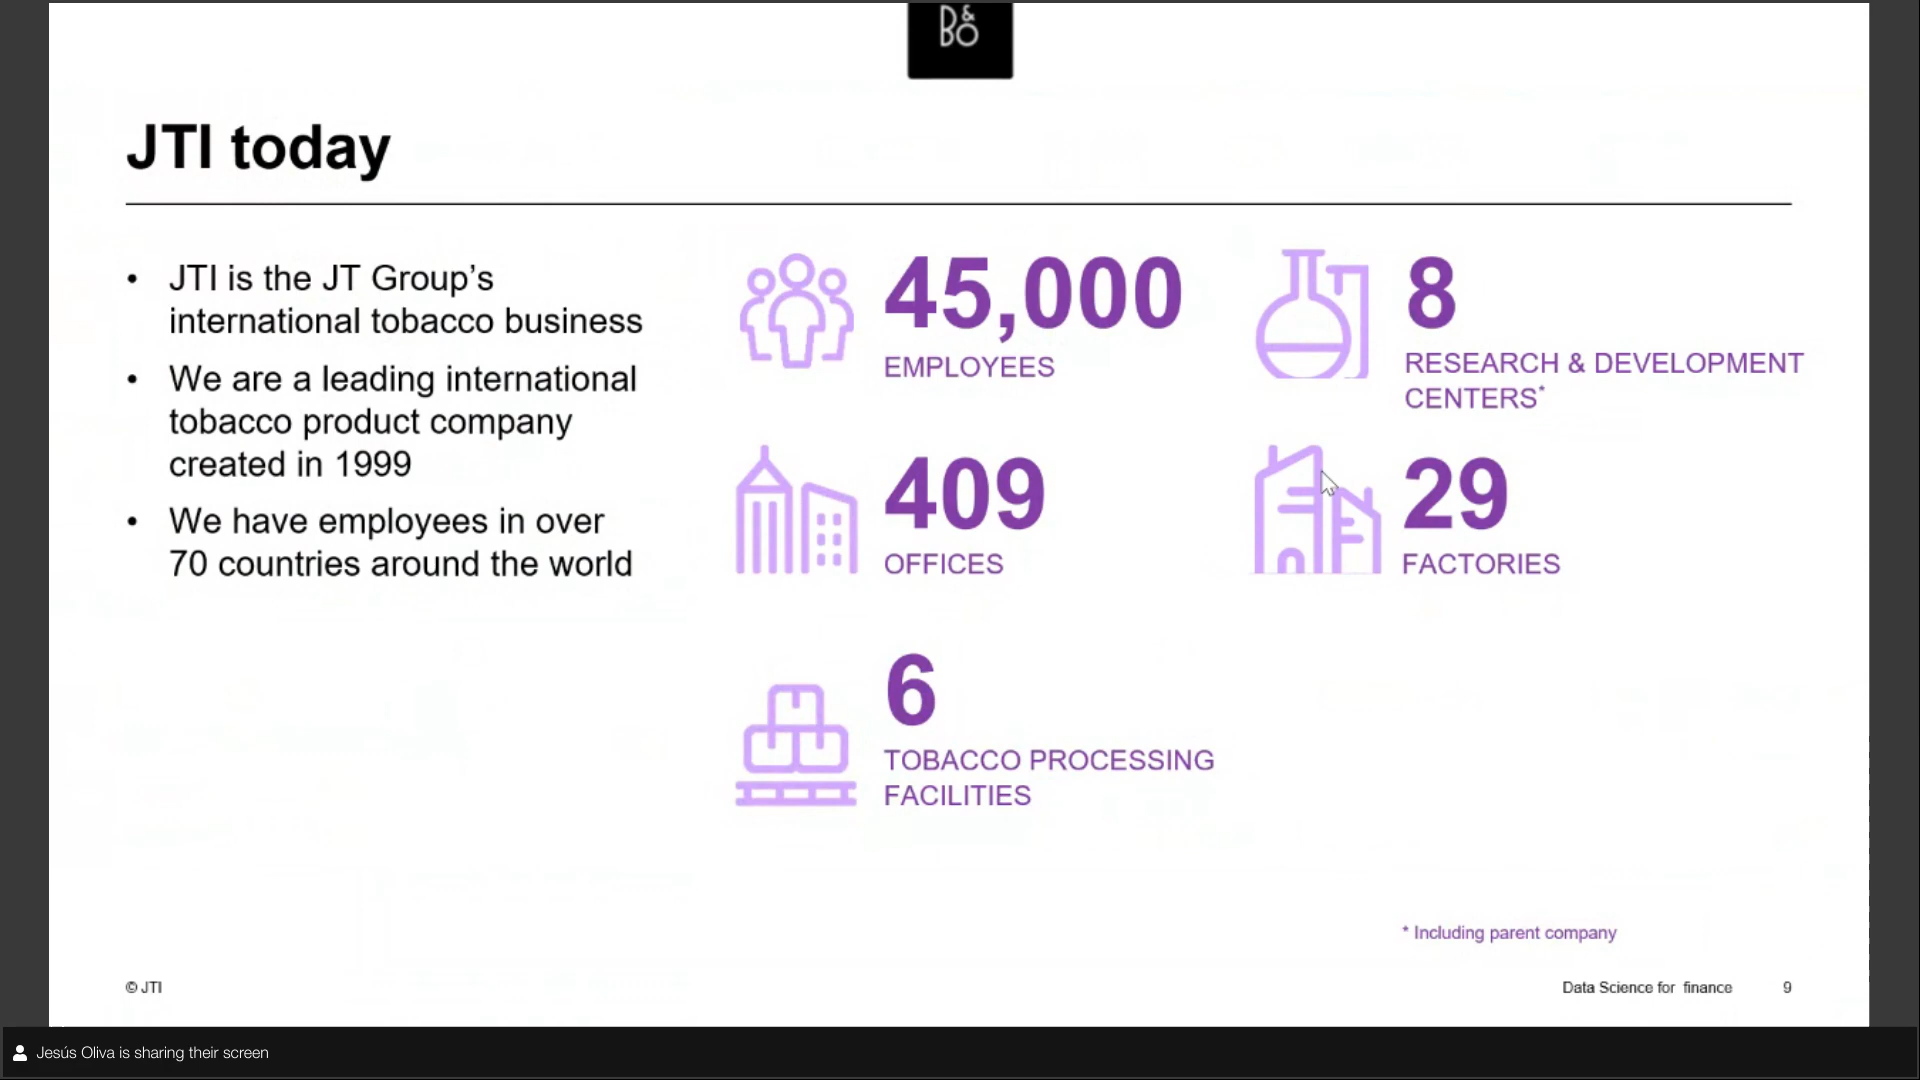 D&
BO
JTI today
• JTI is the JT Group’s
international tobacco business
• We are a leading international
tobacco product company
created in 1999
• We have employees in over
70 countries around the world
45,000
EMPLOYEES
8
RESEARCH & DEVELOPMENT
CENTERS*
409
OFFICES
29
FACTORIES
6
TOBACCO PROCESSING
FACILITIES
* Including parent company
© JTI
Data Science for finance 9
Jesús Oliva is sharing their screen